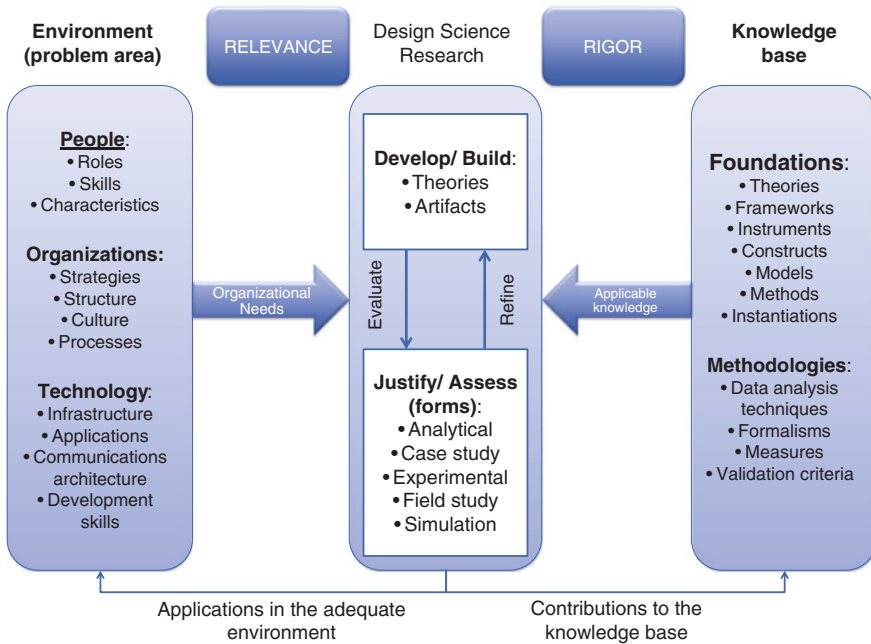 Environment
(problem area)
RELEVANCE
Design Science
Research
RIGOR
Knowledge
base
People:
• Roles
• Skills
• Characteristics
Organizations:
• Strategies
• Structure
• Culture
• Processes
Technology:
• Infrastructure
• Applications
• Communications
architecture
• Development
skills
Organizational
Needs
Develop/ Build:
• Theories
• Artifacts
Evaluate
Refine
Justify/ Assess
(forms):
• Analytical
• Case study
• Experimental
• Field study
• Simulation
Applicable
knowledge
Foundations:
• Theories
• Frameworks
• Instruments
• Constructs
• Models
• Methods
• Instantiations
Methodologies:
• Data analysis
techniques
• Formalisms
• Measures
• Validation criteria
Applications in the adequate
environment
Contributions to the
knowledge base